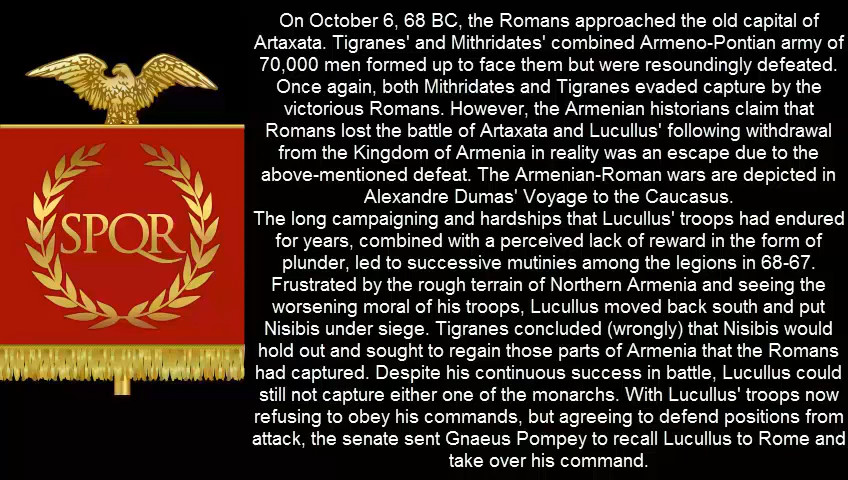 On October 6, 68 BC, the Romans approached the old capital of
Artaxata. Tigranes' and Mithridates' combined Armeno-Pontian army of
70,000 men formed up to face them but were resoundingly defeated.
Once again, both Mithridates and Tigranes evaded capture by the
victorious Romans. However, the Armenian historians claim that
Romans lost the battle of Artaxata and Lucullus' following withdrawal
from the Kingdom of Armenia in reality was an escape due to the
above-mentioned defeat. The Armenian-Roman wars are depicted in
Alexandre Dumas' Voyage to the Caucasus.
The long campaigning and hardships that Lucullus' troops had endured
for years, combined with a perceived lack of reward in the form of
plunder, led to successive mutinies among the legions in 68-67.
Frustrated by the rough terrain of Northern Armenia and seeing the
worsening moral of his troops, Lucullus moved back south and put
Nisibis under siege. Tigranes concluded (wrongly) that Nisibis would
hold out and sought to regain those parts of Armenia that the Romans
had captured. Despite his continuous success in battle, Lucullus could
still not capture either one of the monarchs. With Lucullus' troops now
refusing to obey his commands, but agreeing to defend positions from
attack, the senate sent Gnaeus Pompey to recall Lucullus to Rome and
take over his command.
SPQR